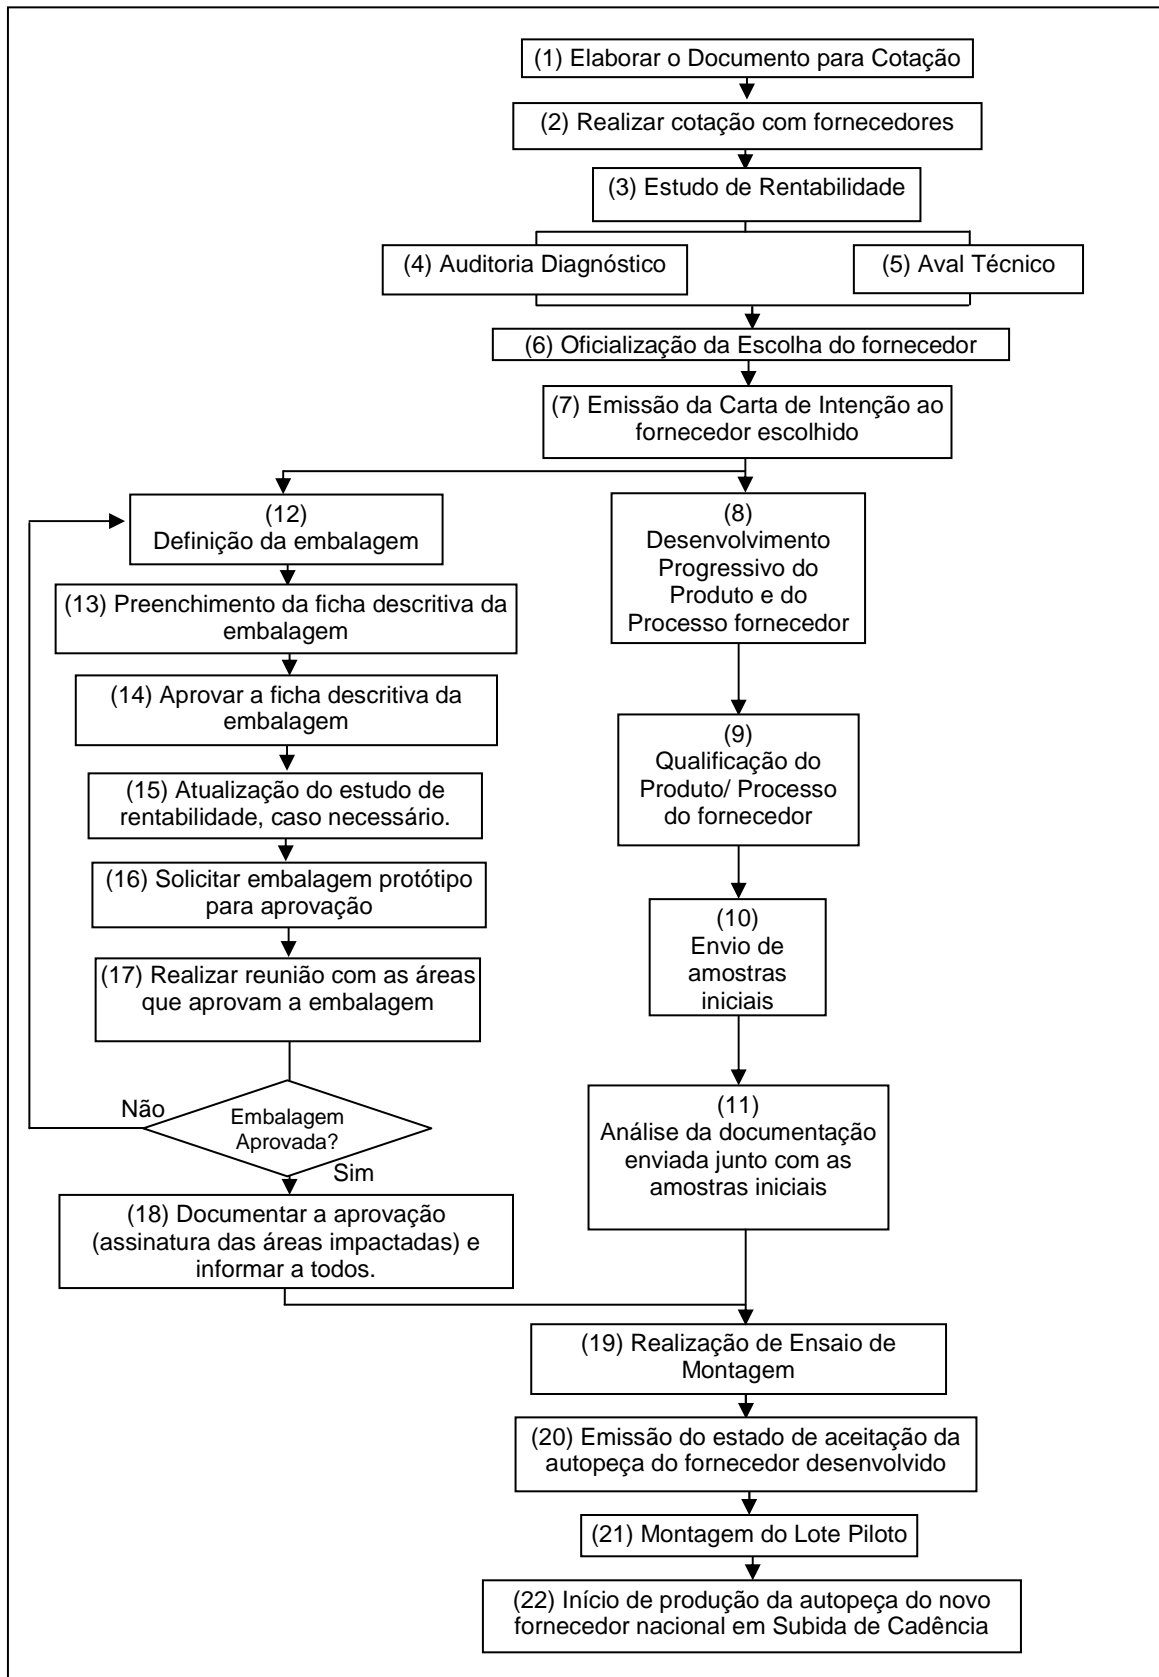 (1) Elaborar o Documento para Cotação
(2) Realizar cotação com fornecedores
(3) Estudo de Rentabilidade
(4) Auditoria Diagnóstico
(5) Aval Técnico
(6) Oficialização da Escolha do fornecedor
(7) Emissão da Carta de Intenção ao
fornecedor escolhido
(12)
Definição da embalagem
(13) Preenchimento da ficha descritiva da
embalagem
(14) Aprovar a ficha descritiva da
embalagem
(15) Atualização do estudo de
rentabilidade, caso necessário.
(16) Solicitar embalagem protótipo
para aprovação
(17) Realizar reunião com as áreas
que aprovam a embalagem
Não
Embalagem
Aprovada?
Sim
(18) Documentar a aprovação
(assinatura das áreas impactadas) e
informar a todos.
(8)
Desenvolvimento
Progressivo do
Produto e do
Processo fornecedor
(9)
Qualificação do
Produto/ Processo
do fornecedor
(10)
Envio de
amostras
iniciais
(11)
Análise da documentação
enviada junto com as
amostras iniciais
(19) Realização de Ensaio de
Montagem
(20) Emissão do estado de aceitação da
autopeça do fornecedor desenvolvido
(21) Montagem do Lote Piloto
(22) Início de produção da autopeça do novo
fornecedor nacional em Subida de Cadência